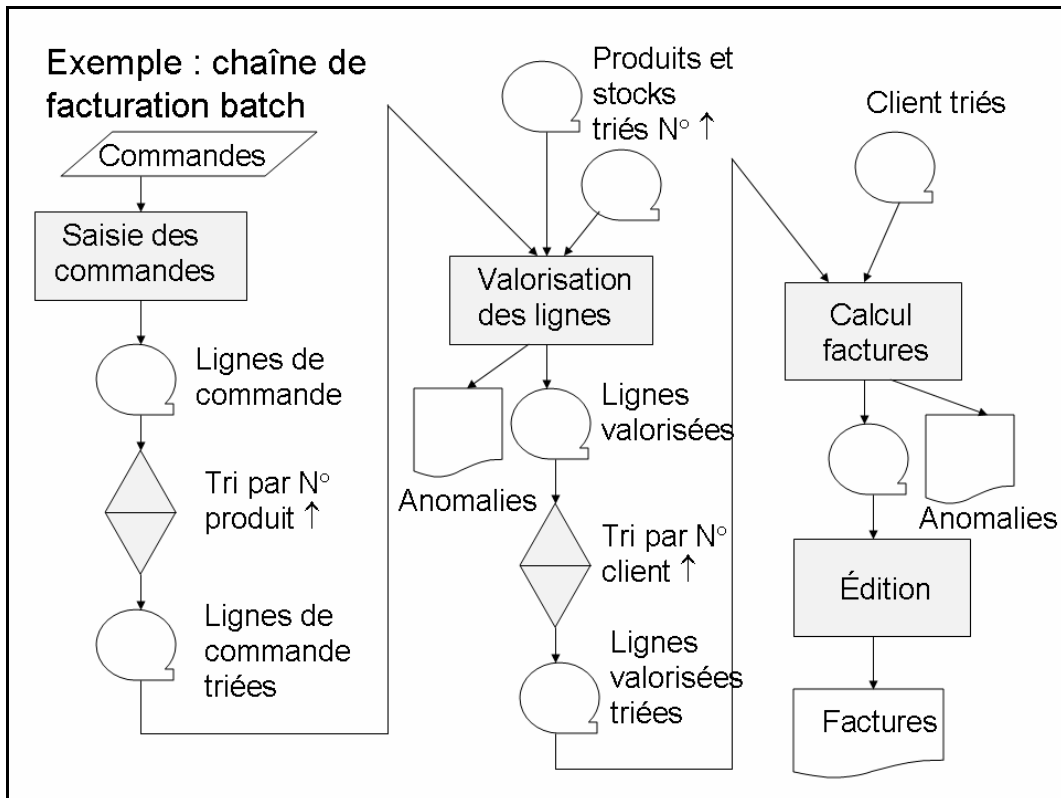 Exemple : chaîne de
facturation batch
Commandes
Saisie des
commandes
Lignes de
commande
Tri par N°
produit ↑
Lignes de
commande
triées
Produits et
stocks
triés N° ↑
Valorisation
des lignes
Anomalies
Lignes
valorisées
Tri par N°
client ↑
Lignes
valorisées
triées
Client triés
Calcul
factures
Anomalies
Édition
Factures